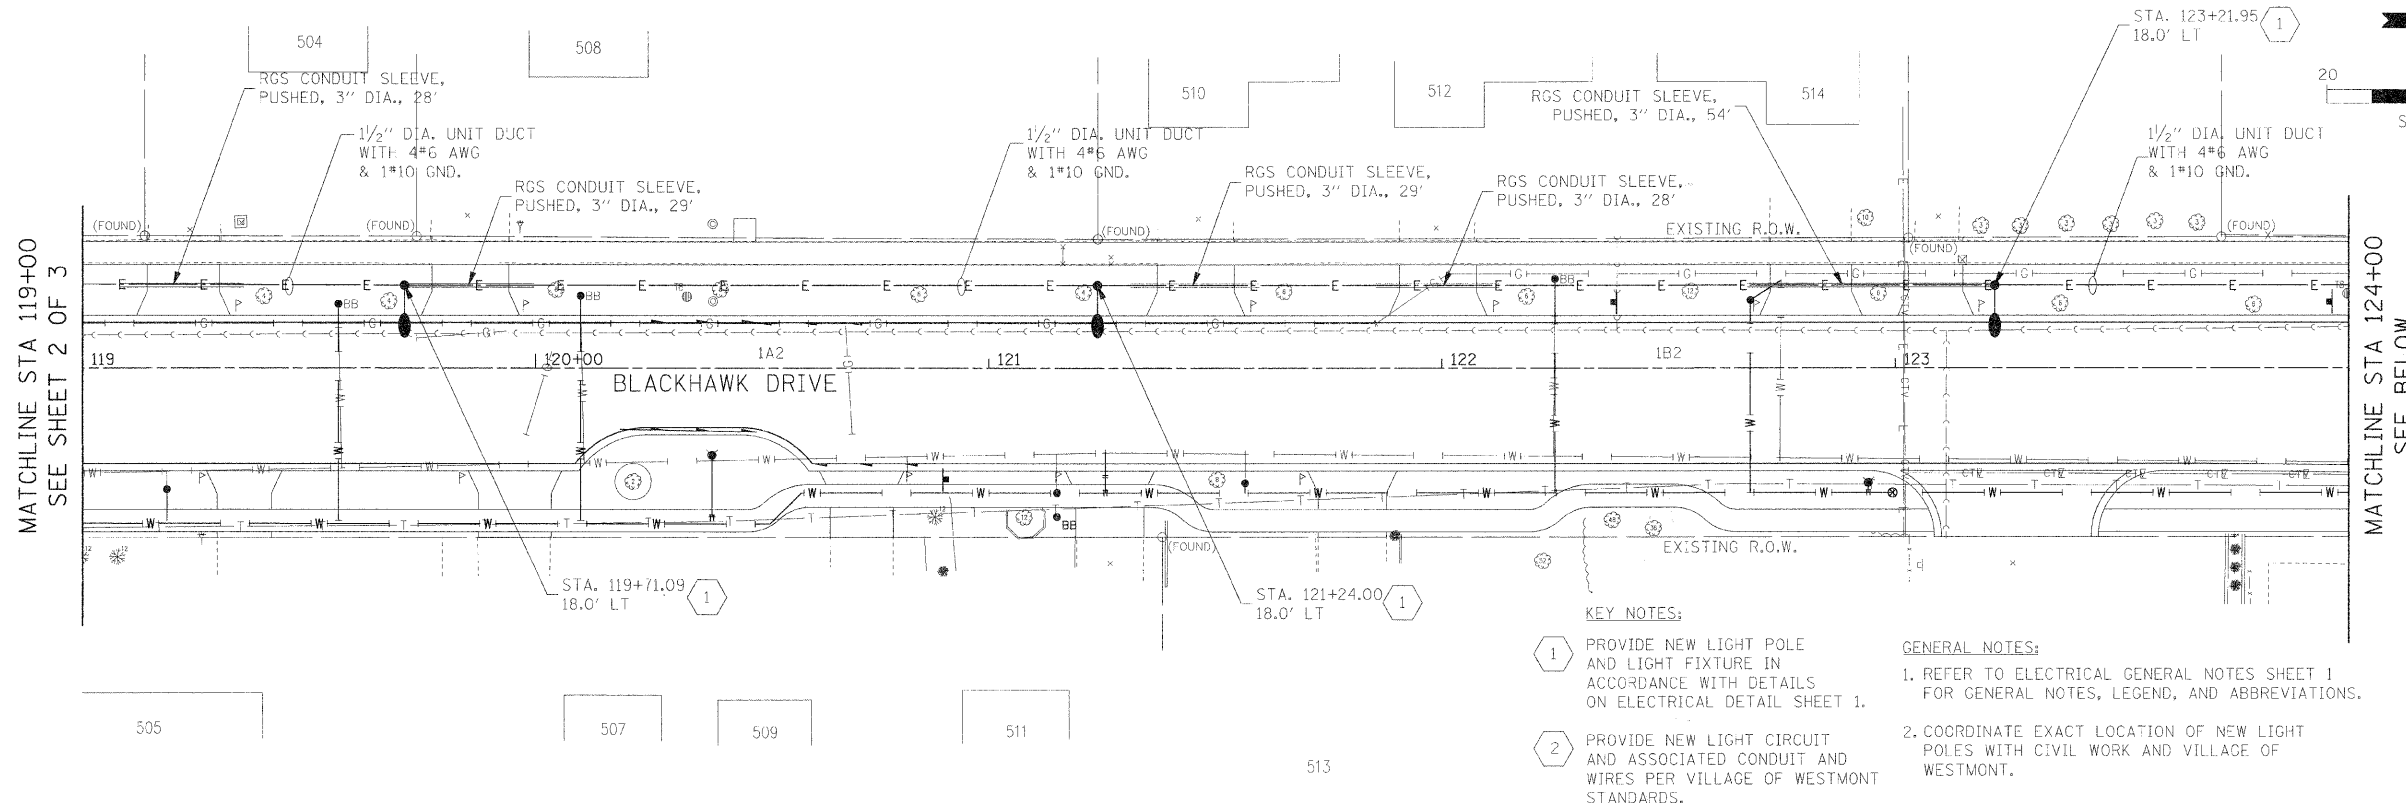 504
508
RGS CONDUIT SLEEVE,
PUSHED, 3" DIA., 28'
1 1/2" DIA. UNIT DUCT
WITH 4#6 AWG
& 1#10 GND.
RGS CONDUIT SLEEVE,
PUSHED, 3" DIA., 29'
1 1/2" DIA. UNIT DUCT
WITH 4#6 AWG
& 1#10 GND.
510
512
514
RGS CONDUIT SLEEVE,
PUSHED, 3" DIA., 29'
RGS CONDUIT SLEEVE,
PUSHED, 3" DIA., 28'
RGS CONDUIT SLEEVE,
PUSHED, 3" DIA., 54'
STA. 123+21.95
18.0' LT
1
20
1 1/2" DIA. UNIT DUCT
WITH 4#6 AWG
& 1#10 GND.
MATCHLINE STA 119+00
SEE SHEET 2 OF 3
(FOUND)
(FOUND)
(FOUND)
EXISTING R.O.W.
(FOUND)
(FOUND)
BB
BB
BB
119
120+00
1A2
121
122
1B2
123
BLACKHAWK DRIVE
BB
(FOUND)
EXISTING R.O.W.
MATCHLINE STA 124+00
SEE BELOW
STA. 119+71.09
18.0' LT
1
STA. 121+24.00
18.0' LT
1
505
507
509
511
513
KEY NOTES:
1
PROVIDE NEW LIGHT POLE
AND LIGHT FIXTURE IN
ACCORDANCE WITH DETAILS
ON ELECTRICAL DETAIL SHEET 1.
2
PROVIDE NEW LIGHT CIRCUIT
AND ASSOCIATED CONDUIT AND
WIRES PER VILLAGE OF WESTMONT
STANDARDS.
GENERAL NOTES:
1. REFER TO ELECTRICAL GENERAL NOTES SHEET 1
FOR GENERAL NOTES, LEGEND, AND ABBREVIATIONS.
2. COORDINATE EXACT LOCATION OF NEW LIGHT
POLES WITH CIVIL WORK AND VILLAGE OF
WESTMONT.